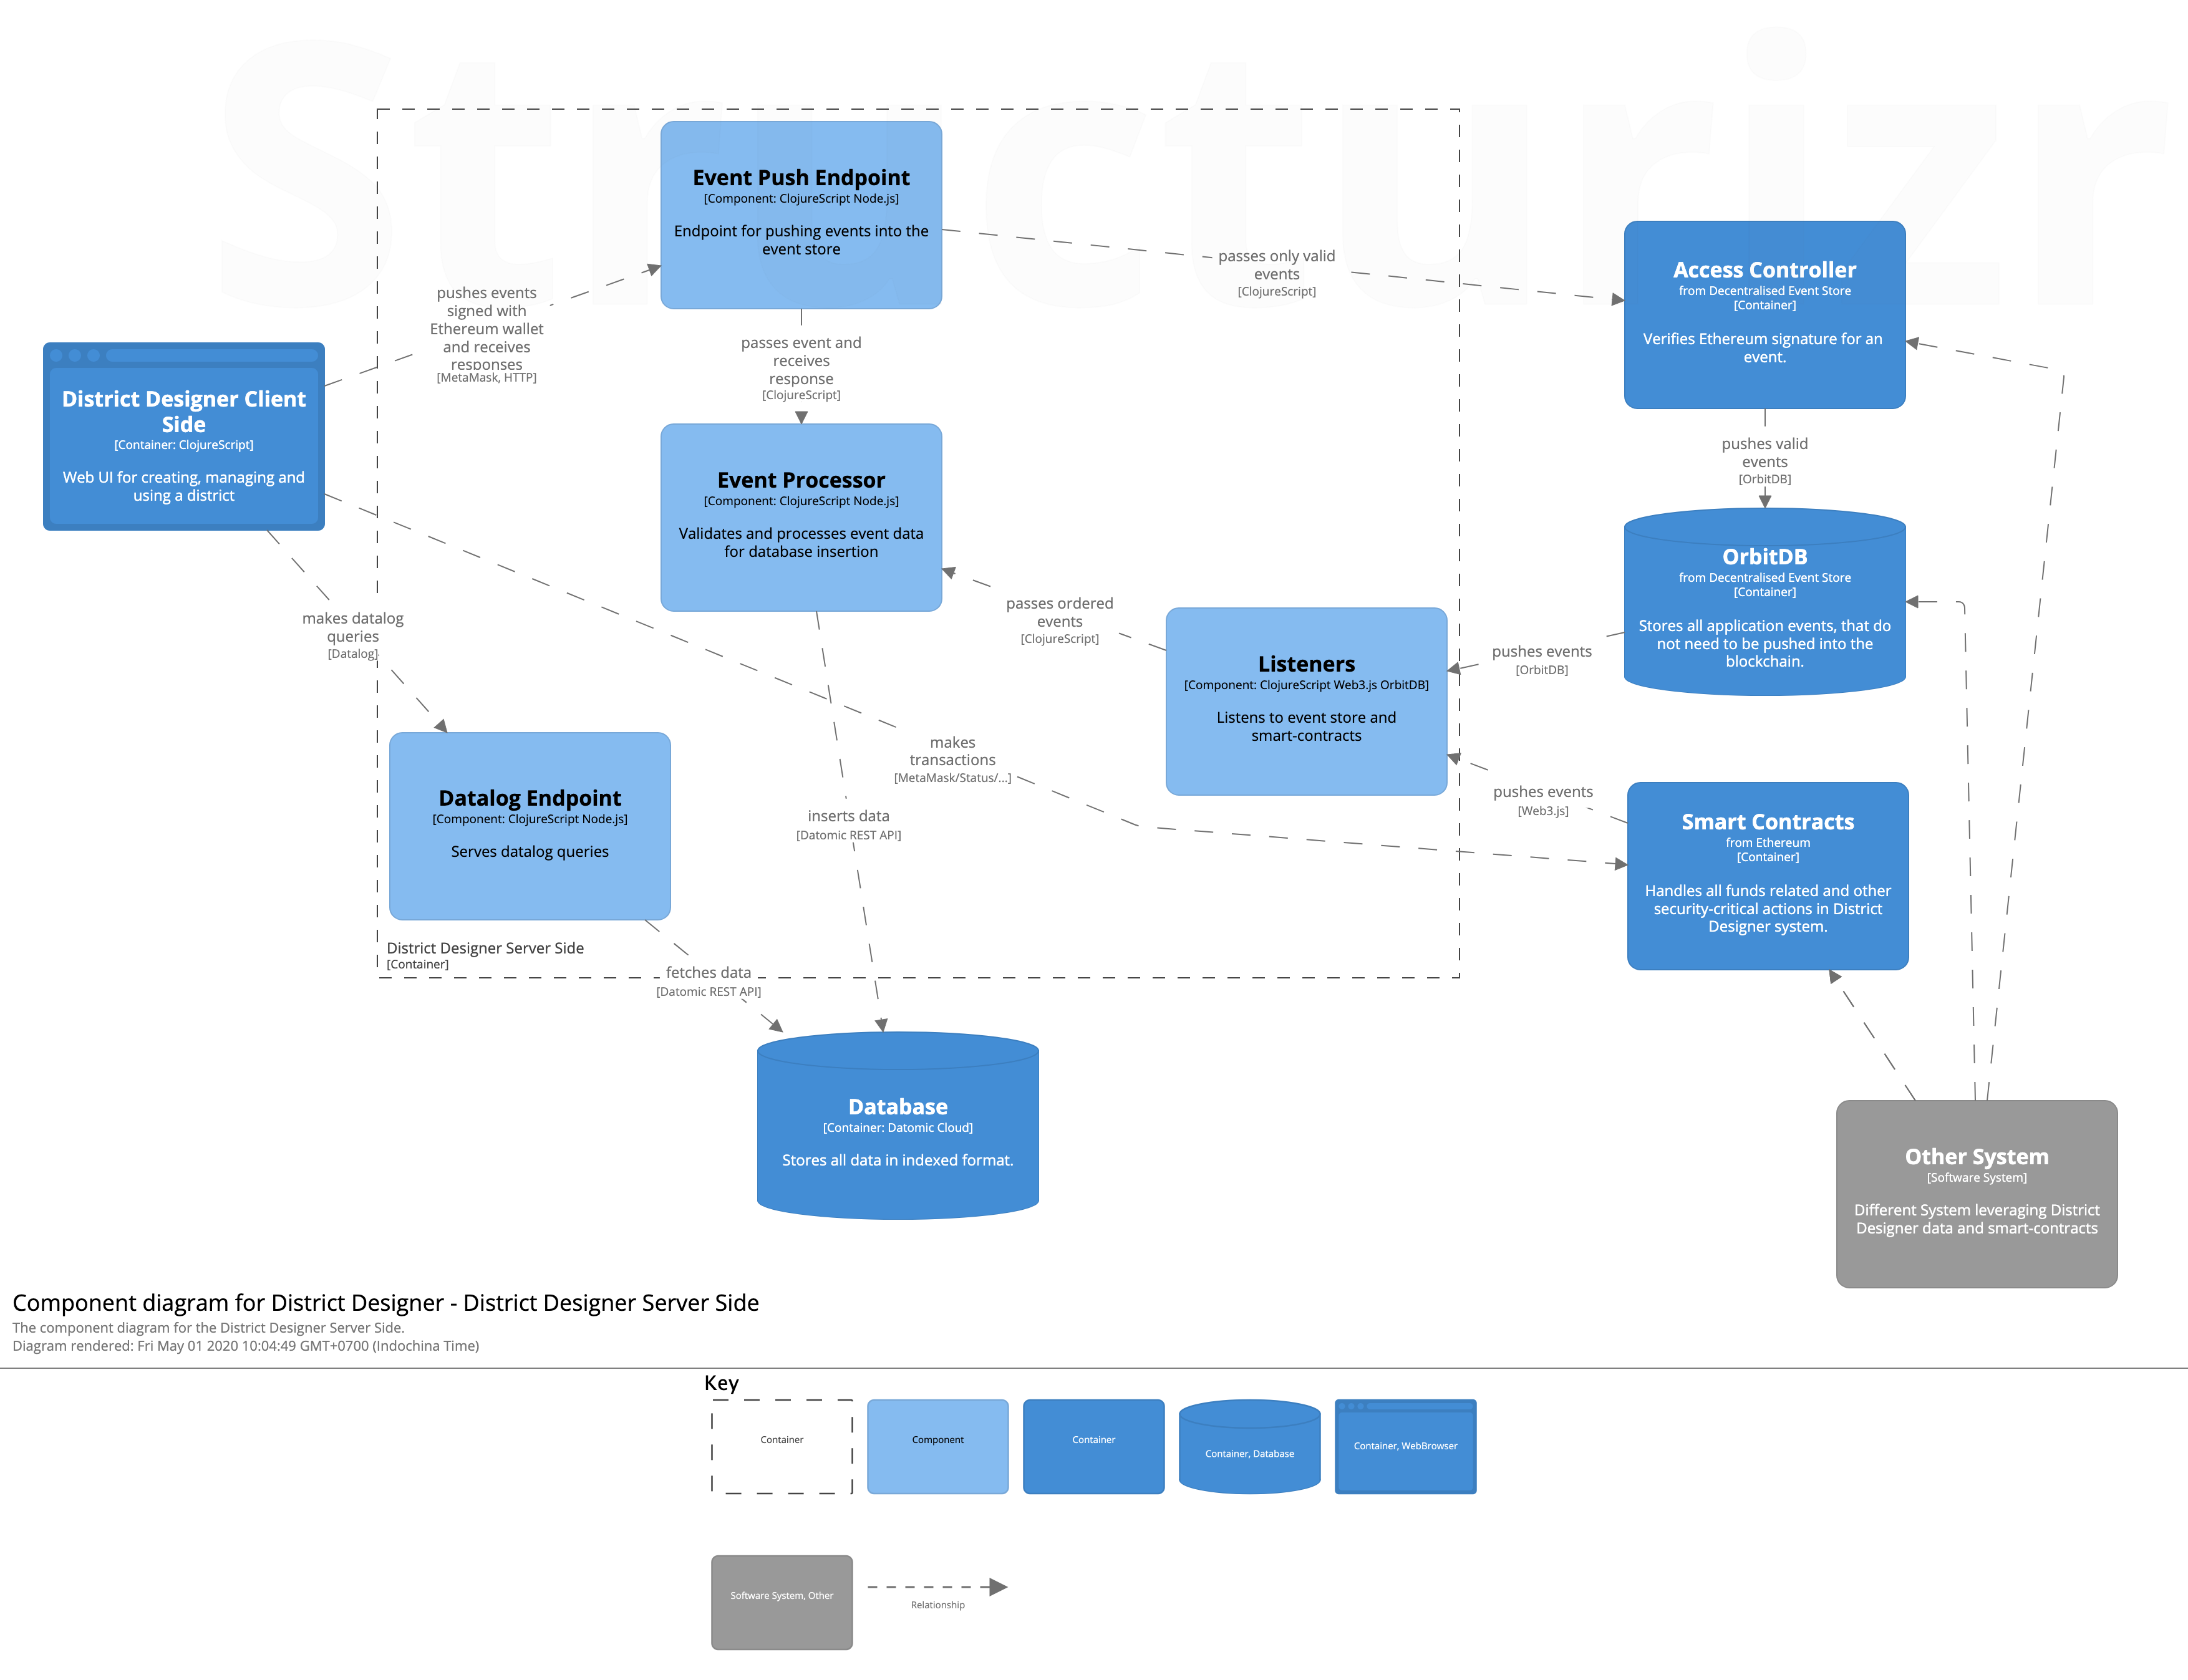 Structurizr
Event Push Endpoint
[Component: ClojureScript Node.js]
Endpoint for pushing events into the
event store
passes only valid
events
[ClojureScript]
Access Controller
from Decentralised Event Store
[Container]
Verifies Ethereum signature for an
event.
pushes events
signed with
Ethereum wallet
and receives
responses
[MetaMask, HTTP]
passes event and
receives
response
[ClojureScript]
District Designer Client
Side
[Container: ClojureScript]
Web UI for creating, managing and
using a district
pushes valid
events
[OrbitDB]
Event Processor
[Component: ClojureScript Node.js]
Validates and processes event data
for database insertion
OrbitDB
from Decentralised Event Store
[Container]
Stores all application events, that do
not need to be pushed into the
blockchain.
passes ordered
events
[ClojureScript]
makes datalog
queries
[Datalog]
pushes events
[OrbitDB]
Listeners
[Component: ClojureScript Web3.js OrbitDB]
Listens to event store and
smart-contracts
makes
transactions
[MetaMask/Status/...]
pushes events
[Web3.js]
Datalog Endpoint
[Component: ClojureScript Node.js]
Serves datalog queries
inserts data
[Datomic REST API]
Smart Contracts
from Ethereum
[Container]
Handles all funds related and other
security-critical actions in District
Designer system.
District Designer Server Side
[Container]
fetches data
[Datomic REST API]
Database
[Container: Datomic Cloud]
Stores all data in indexed format.
Other System
[Software System]
Different System leveraging District
Designer data and smart-contracts
Component diagram for District Designer - District Designer Server Side
The component diagram for the District Designer Server Side.
Diagram rendered: Fri May 01 2020 10:04:49 GMT+0700 (Indochina Time)
Key
Container
Component
Container
Container, Database
Container, WebBrowser
Software System, Other
Relationship